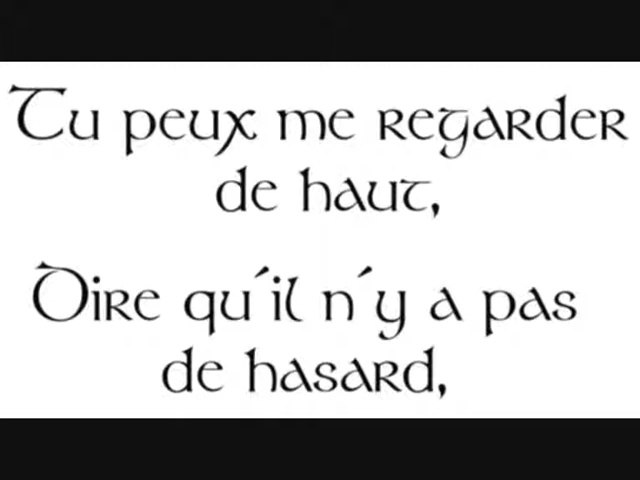 Tu peux me regarder
de haut,
Dire qu'il n'y a pas
de hasard,